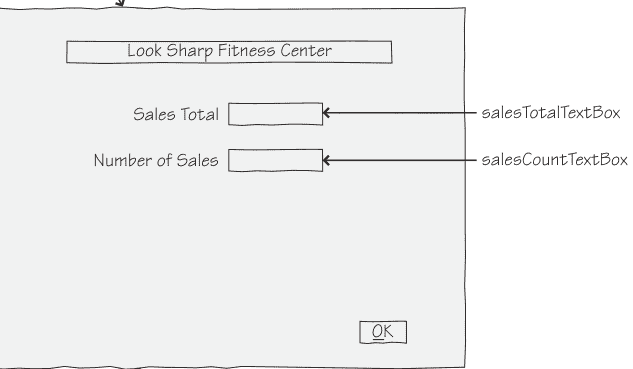 Look Sharp Fitness Center
Sales Total
salesTotalTextBox
Number of Sales
salesCountTextBox
OK